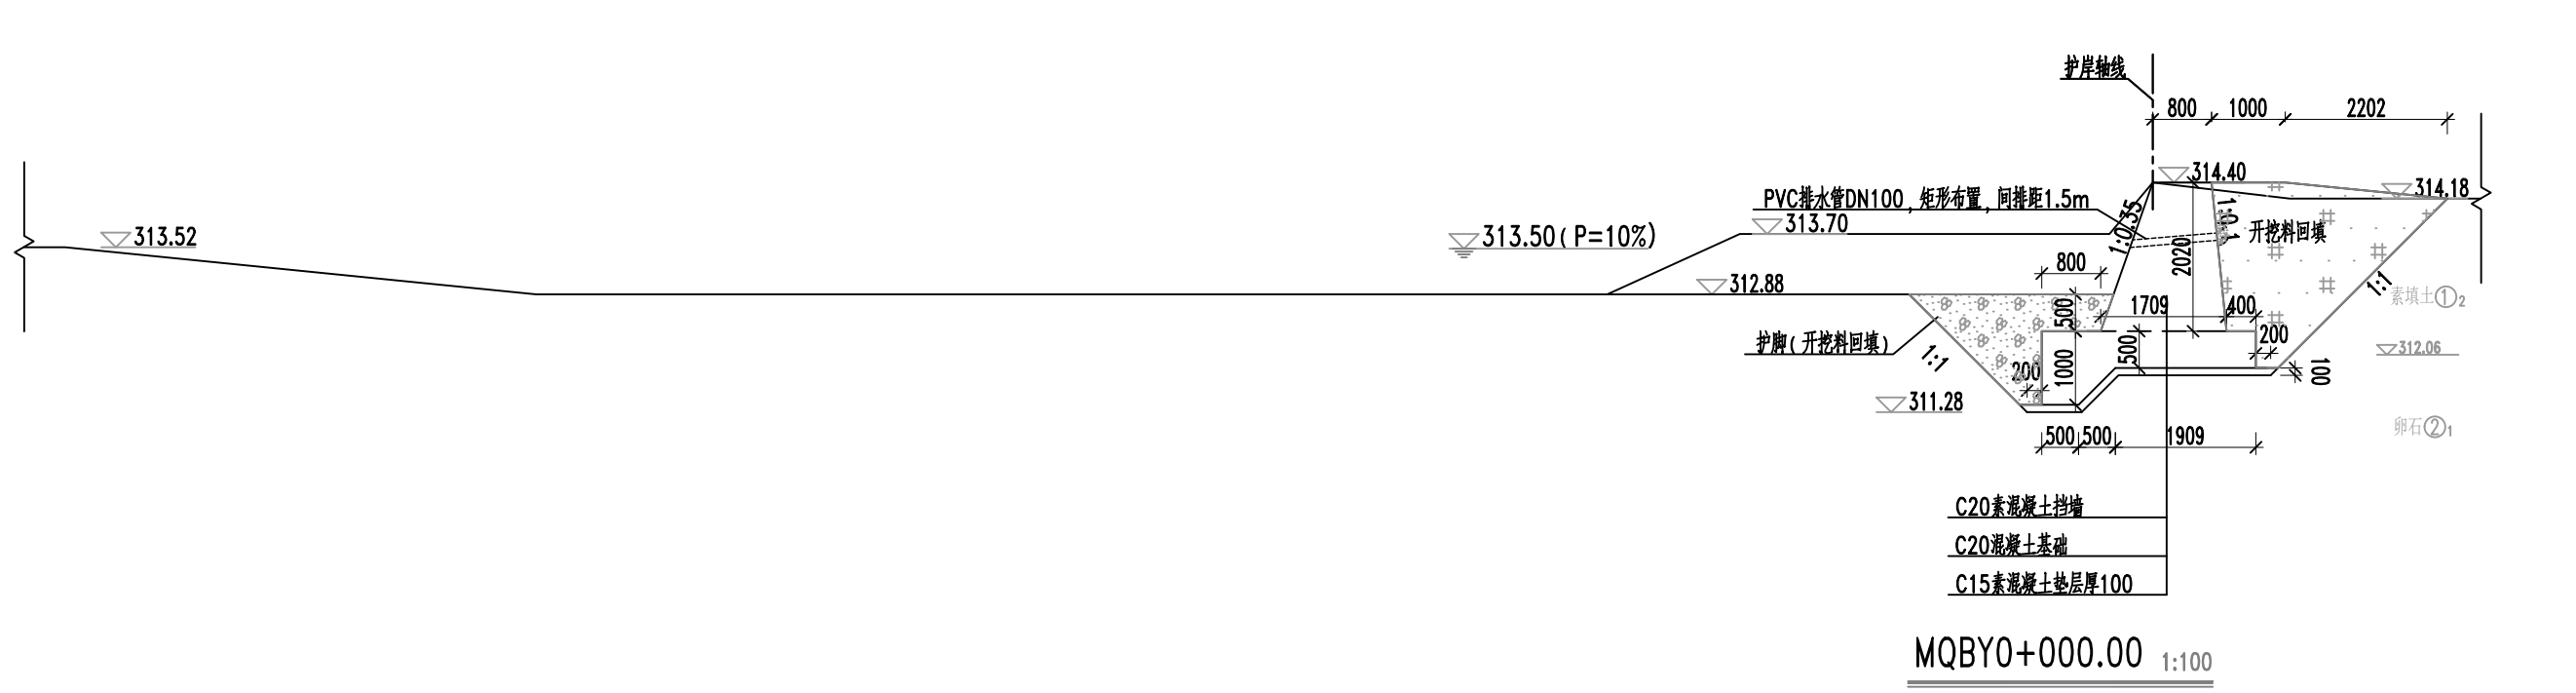 护岸轴线
800
1000
2202
314.40
314.18
PVC排水管DN100，矩形布置，间排距1.5m
313.70
1:0.35
1:0.1
开挖料回填
313.52
313.50(P=10%)
312.88
800
2020
1:1
素填土①2
500
1709
400
护脚(开挖料回填)
1:1
200
1000
500
200
100
312.06
311.28
卵石②1
500
500
1909
C20素混凝土挡墙
C20混凝土基础
C15素混凝土垫层厚100
MQBY0+000.00 1:100